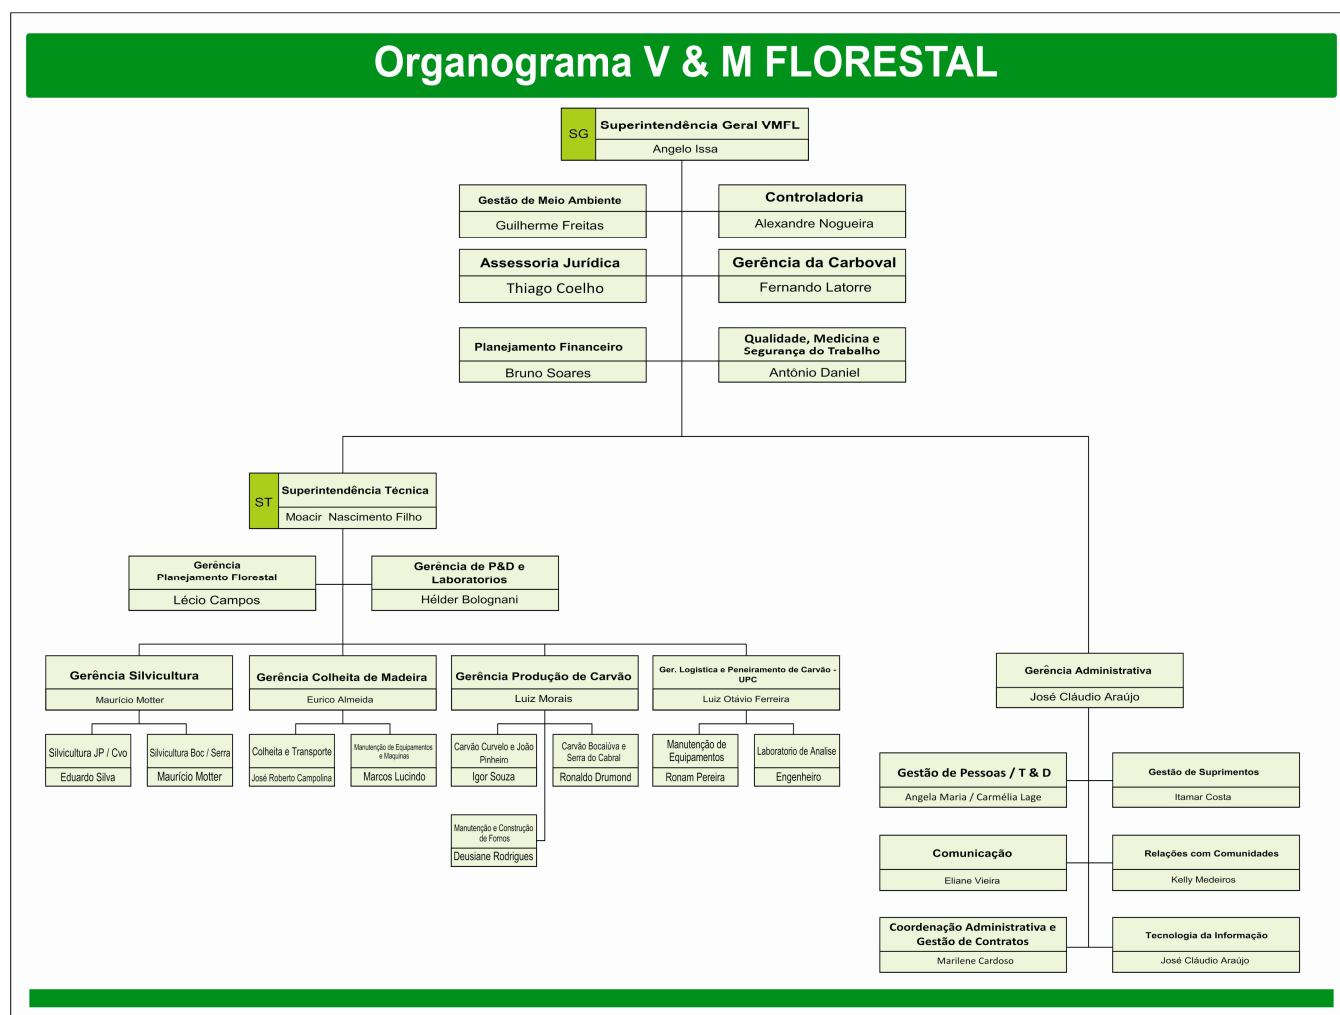 Organograma V & M FLORESTAL
SG
Superintendência Geral VMFL
Angelo Issa
Gestão de Meio Ambiente
Guilherme Freitas
Controladoria
Alexandre Nogueira
Assessoria Jurídica
Thiago Coelho
Gerência da Carboval
Fernando Latorre
Planejamento Financeiro
Bruno Soares
Qualidade, Medicina e
Segurança do Trabalho
Antônio Daniel
ST
Superintendência Técnica
Moacir Nascimento Filho
Gerência
Planejamento Florestal
Lécio Campos
Gerência de P&D e
Laboratorios
Hélder Bolognani
Gerência Silvicultura
Maurício Motter
Gerência Colheita de Madeira
Eurico Almeida
Gerência Produção de Carvão
Luiz Morais
Ger. Logistica e Peneiramento de Carvão -
UPC
Luiz Otávio Ferreira
Gerência Administrativa
José Cláudio Araújo
Silvicultura JP / Cvo
Eduardo Silva
Silvicultura Boc / Serra
Maurício Motter
Colheita e Transporte
José Roberto Campolina
Manutenção de Equipamentos
e Maquinas
Marcos Lucindo
Carvão Curvelo e João
Pinheiro
Igor Souza
Carvão Bocaiúva e
Serra do Cabral
Ronaldo Drumond
Manutenção de
Equipamentos
Ronam Pereira
Laboratorio de Analise
Engenheiro
Manutenção e Construção
de Fornos
Deusiane Rodrigues
Gestão de Pessoas / T & D
Angela Maria / Carmélia Lage
Gestão de Suprimentos
Itamar Costa
Comunicação
Eliane Vieira
Relações com Comunidades
Kelly Medeiros
Coordenação Administrativa e
Gestão de Contratos
Marilene Cardoso
Tecnologia da Informação
José Cláudio Araújo